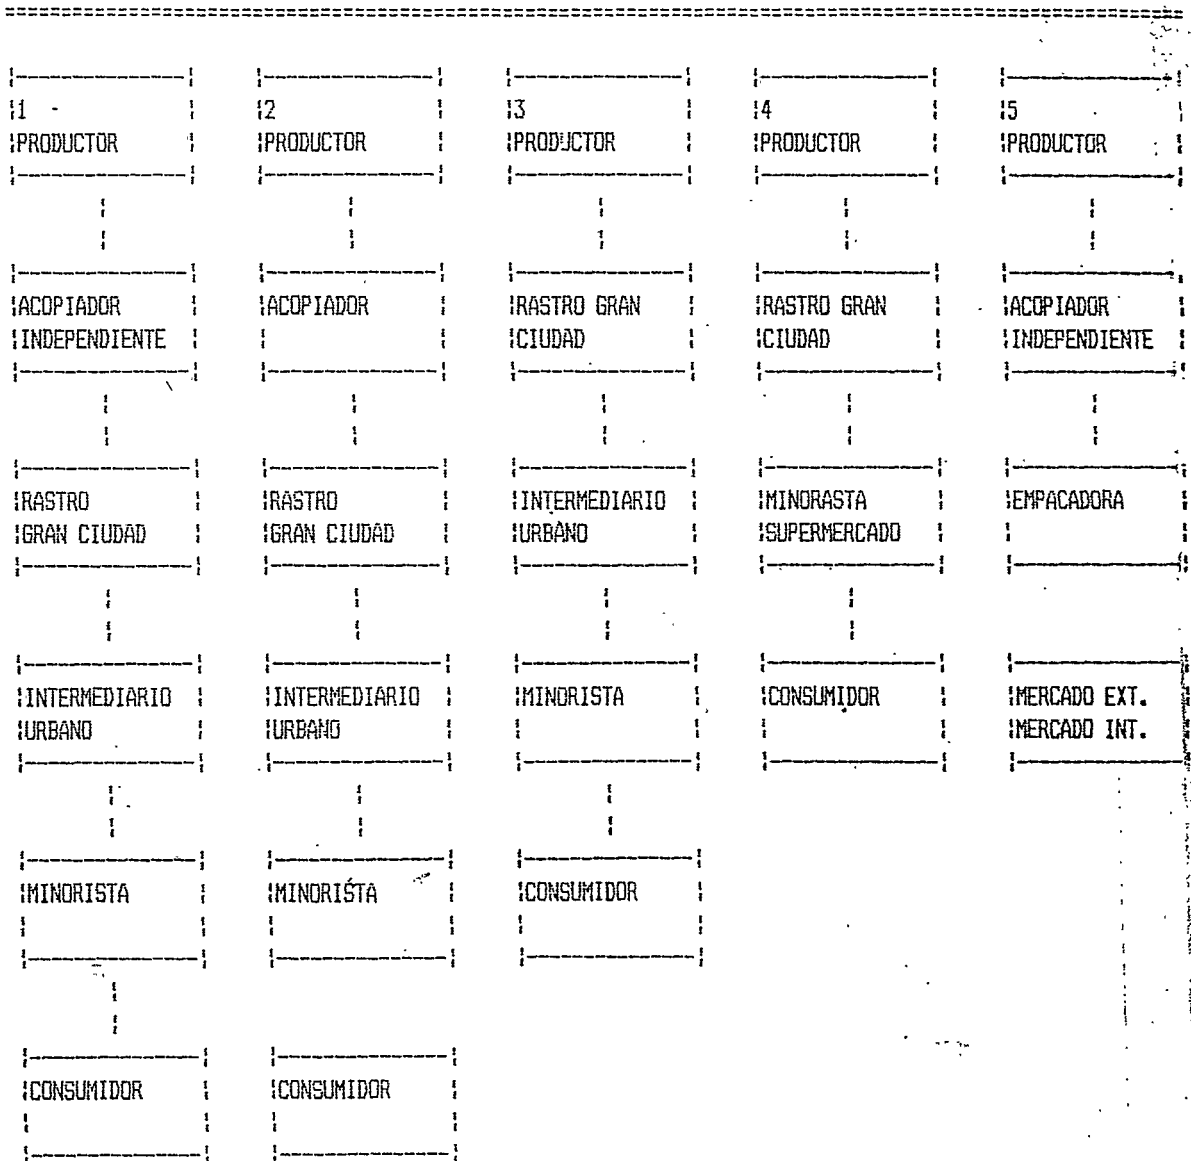 1 2 3 4 5
PRODUCTOR PRODUCTOR PRODUCTOR PRODUCTOR PRODUCTOR
ACOPIADOR ACOPIADOR RASTRO GRAN RASTRO GRAN ACOPIADOR
INDEPENDIENTE CIUDAD CIUDAD INDEPENDIENTE
RASTRO RASTRO INTERMEDIARIO MINORASTA EMPACADORA
GRAN CIUDAD GRAN CIUDAD URBANO SUPERMERCADO
INTERMEDIARIO INTERMEDIARIO MINORISTA CONSUMIDOR MERCADO EXT.
URBANO URBANO MERCADO INT.
MINORISTA MINORISTA CONSUMIDOR
CONSUMIDOR CONSUMIDOR